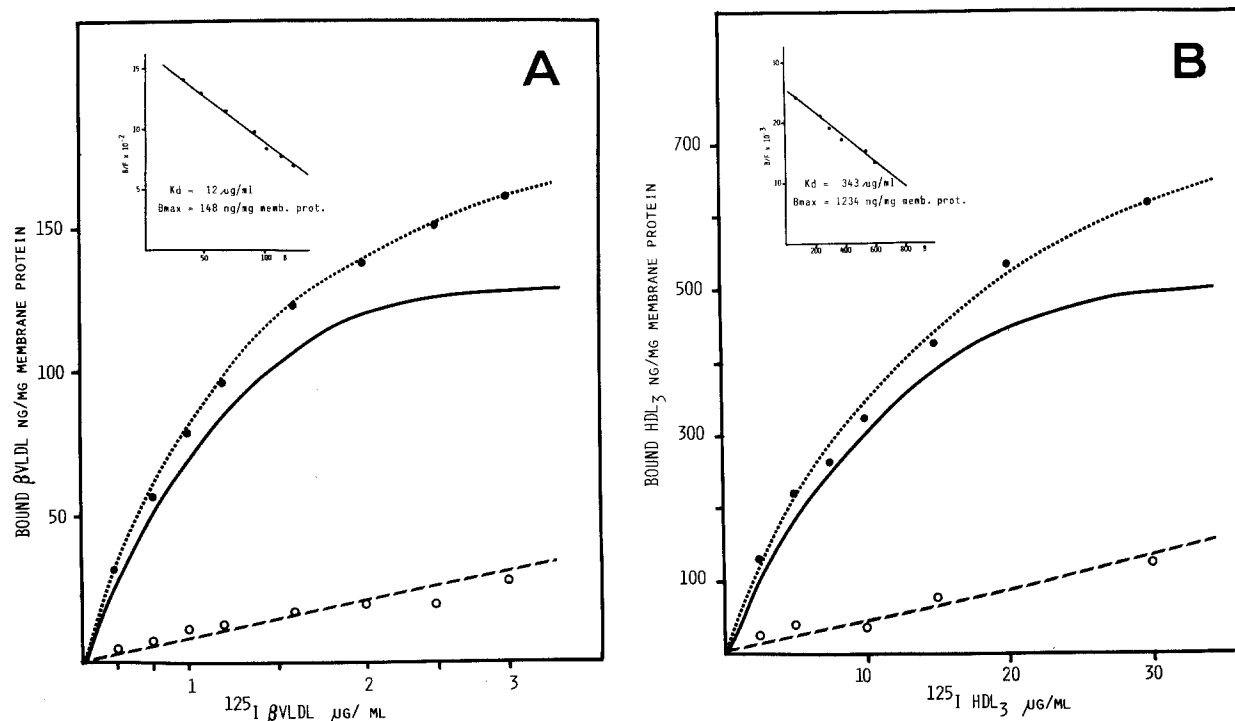 A
15
10
5
B/F x 10⁻²
Kd = 12 µg/ml
Bmax = 148 ng/mg memb. prot.
50 100 B
150
100
50
BOUND βVLDL NG/MG MEMBRANE PROTEIN
1 2 3
¹²⁵I βVLDL µG/ ML
B
30
20
10
B/F x 10⁻³
Kd = 343 µg/ml
Bmax = 1234 ng/mg memb. prot.
200 400 600 800 B
700
500
300
100
BOUND HDL₃ NG/MG MEMBRANE PROTEIN
10 20 30
¹²⁵I HDL₃ µG/ML